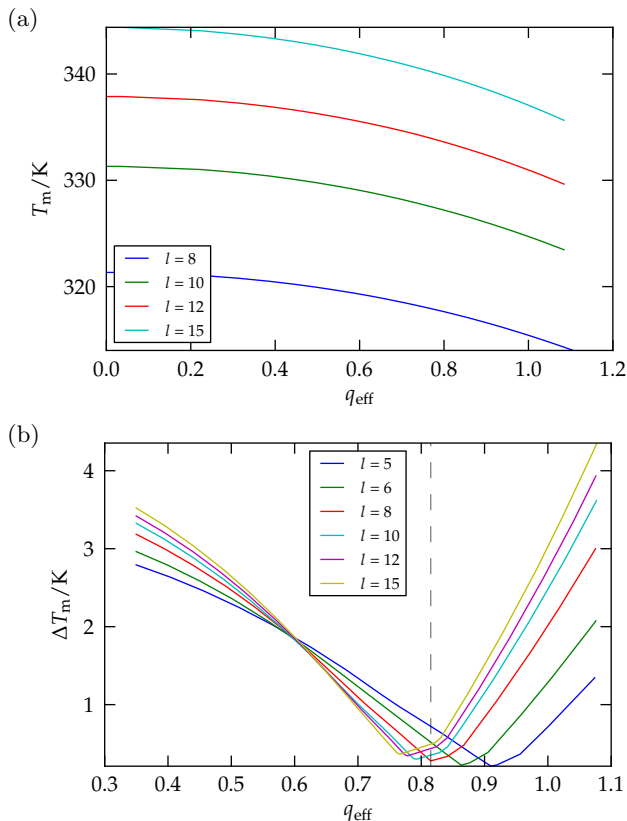 (a)
340
330
320
T_m/K
l = 8
l = 10
l = 12
l = 15
0.0 0.2 0.4 0.6 0.8 1.0 1.2
q_eff
(b)
4
3
2
1
ΔT_m/K
l = 5
l = 6
l = 8
l = 10
l = 12
l = 15
0.3 0.4 0.5 0.6 0.7 0.8 0.9 1.0 1.1
q_eff